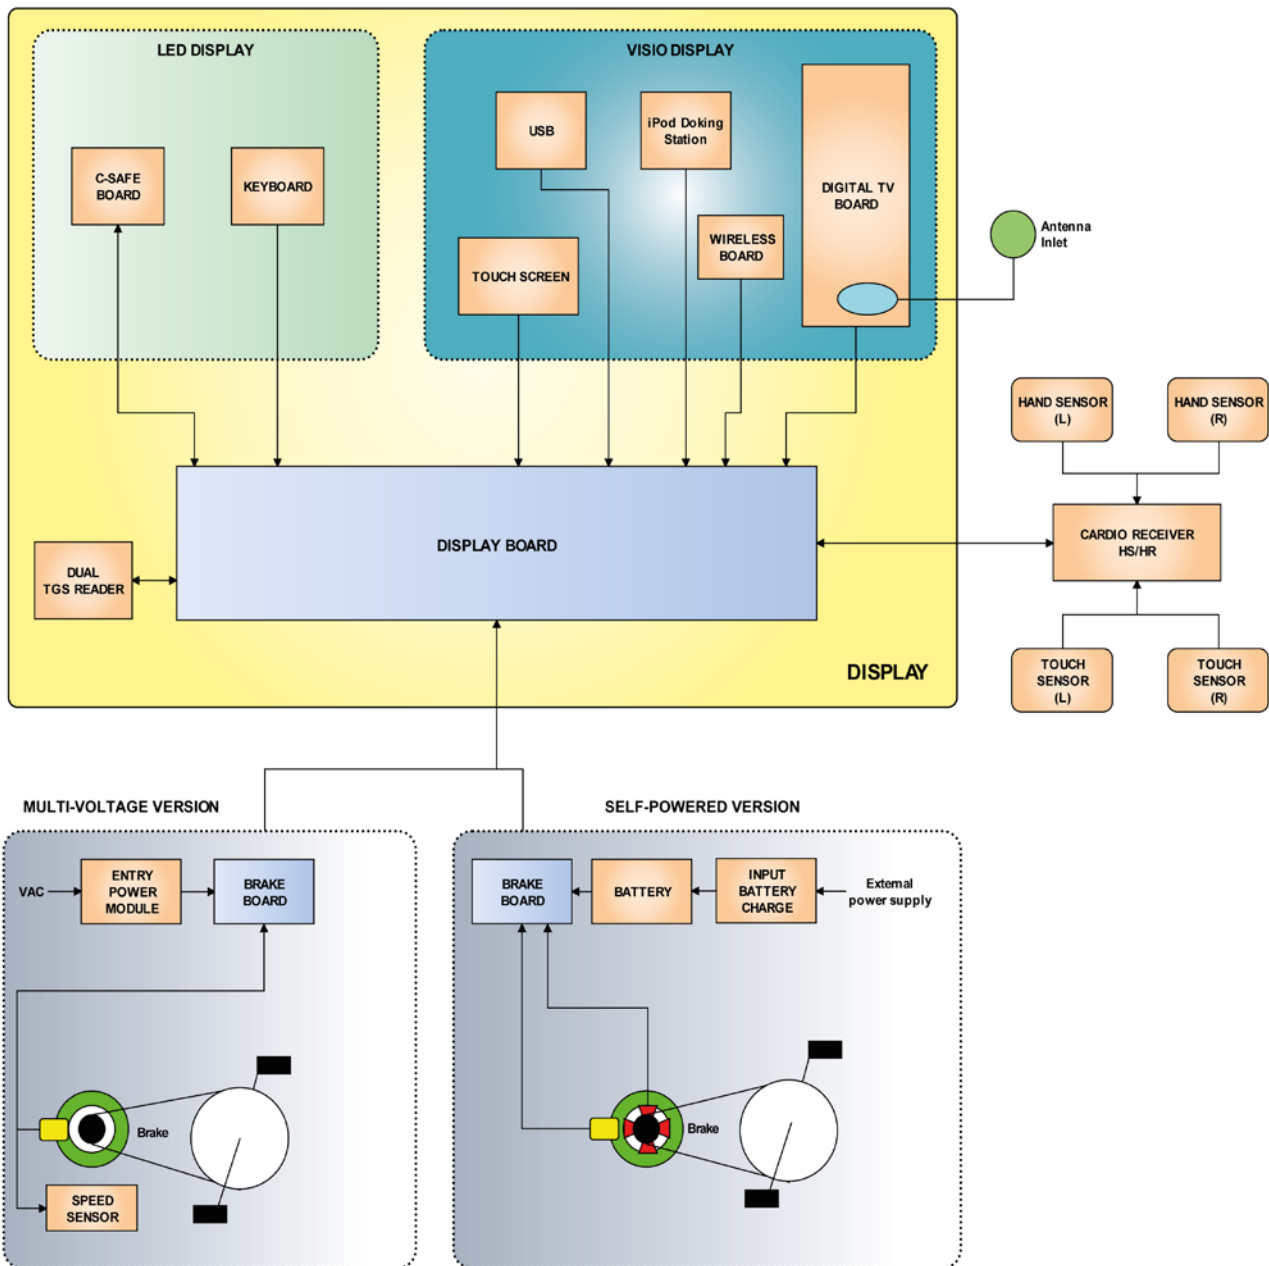 LED DISPLAY
VISIO DISPLAY
C-SAFE
BOARD
KEYBOARD
USB
iPod Doking
Station
DIGITAL TV
BOARD
WIRELESS
BOARD
TOUCH SCREEN
Antenna
Inlet
HAND SENSOR
(L)
HAND SENSOR
(R)
CARDIO RECEIVER
HS/HR
TOUCH
SENSOR
(L)
TOUCH
SENSOR
(R)
DISPLAY BOARD
DUAL
TGS READER
DISPLAY
MULTI-VOLTAGE VERSION
VAC
ENTRY
POWER
MODULE
BRAKE
BOARD
Brake
SPEED
SENSOR
SELF-POWERED VERSION
BRAKE
BOARD
BATTERY
INPUT
BATTERY
CHARGE
External
power supply
Brake